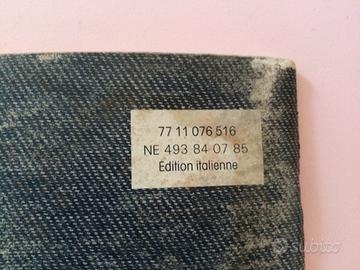 77 11 076 516
NE 493 84 07 85
Edition italienne
subito